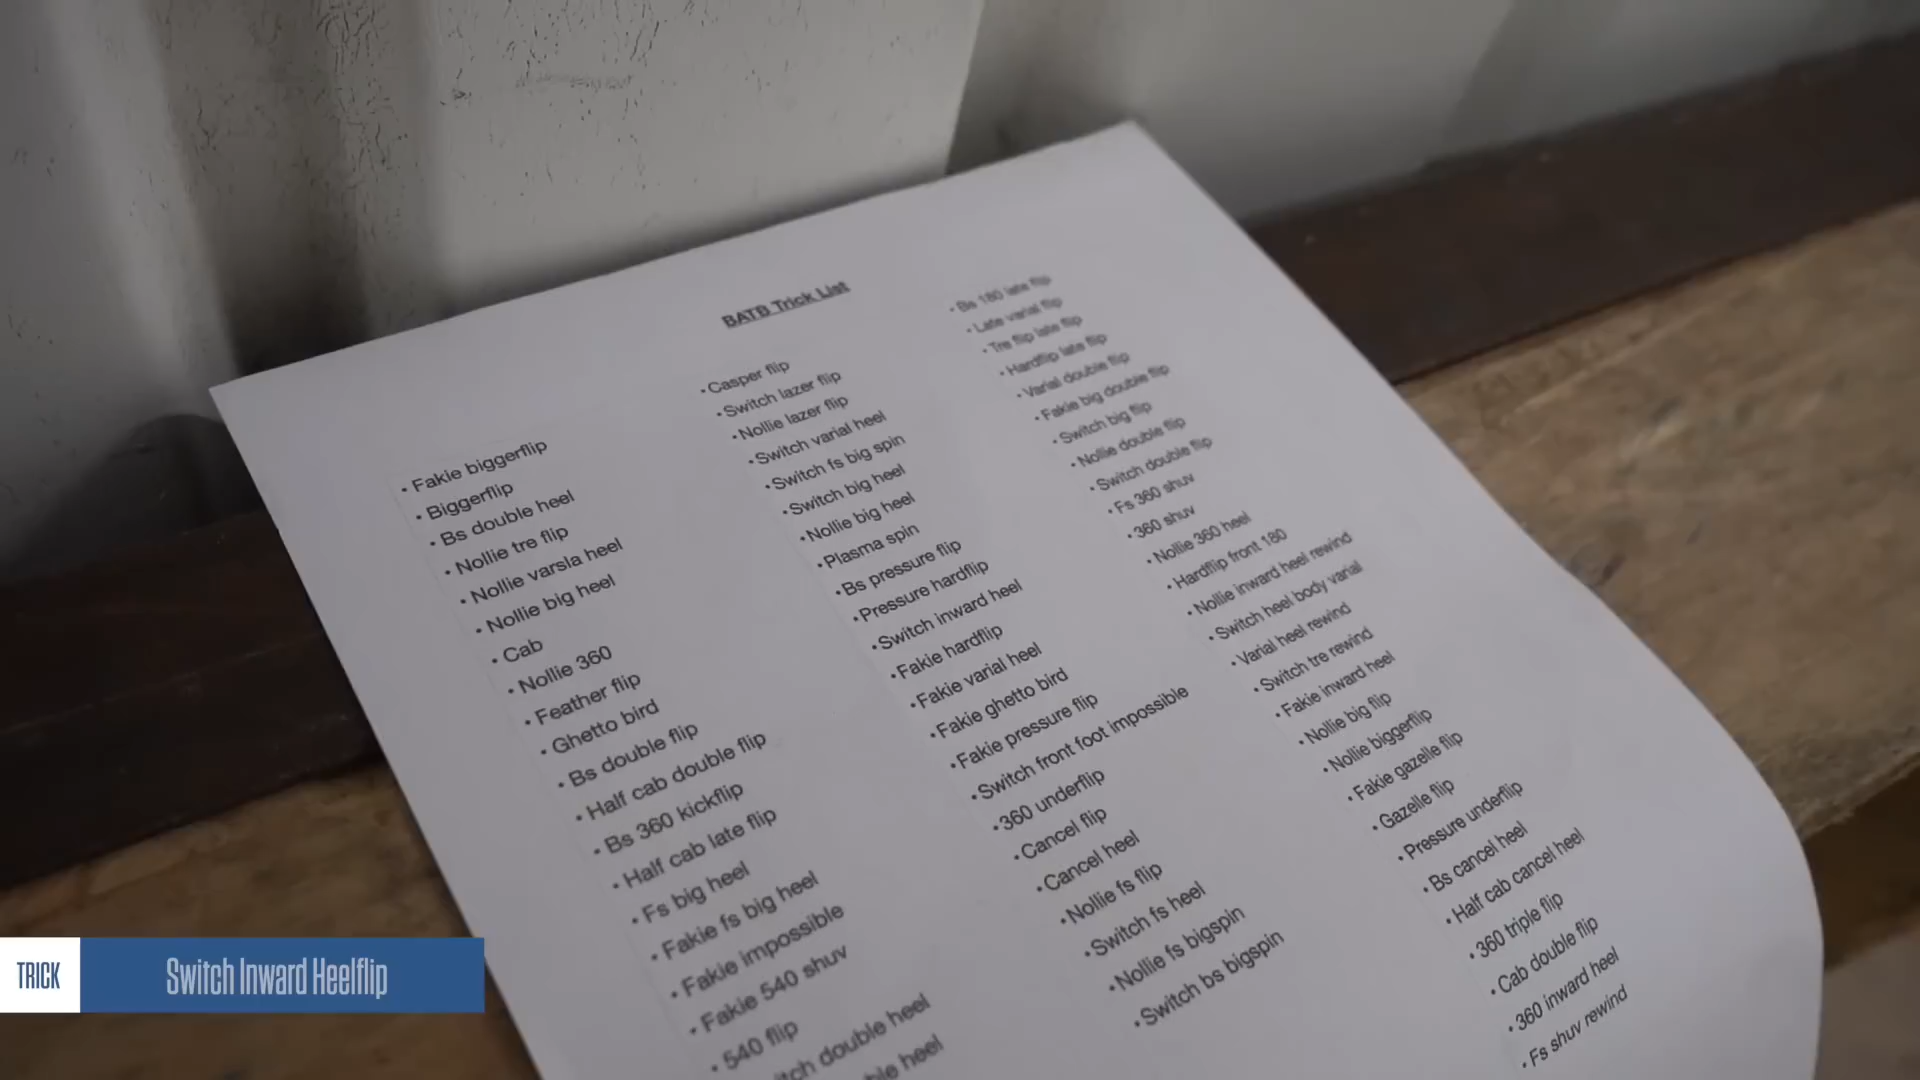 BATB Trick List
• Fakie biggerflip
• Biggerflip
• Bs double heel
• Nollie tre flip
• Nollie varsla heel
• Nollie big heel
• Cab
• Nollie 360
• Feather flip
• Ghetto bird
• Bs double flip
• Half cab double flip
• Bs 360 kickflip
• Half cab late flip
• Fs big heel
• Fakie fs big heel
• Fakie impossible
• Fakie 540 shuv
• 540 flip
double heel
heel
• Casper flip
• Switch lazer flip
• Nollie lazer flip
• Switch varial heel
• Switch fs big spin
• Switch big heel
• Nollie big heel
• Plasma spin
• Bs pressure flip
• Pressure hardflip
• Switch inward heel
• Fakie hardflip
• Fakie varial heel
• Fakie ghetto bird
• Fakie pressure flip
• Switch front foot impossible
• 360 underflip
• Cancel flip
• Cancel heel
• Nollie fs flip
• Switch fs heel
• Nollie fs bigspin
• Switch bs bigspin
• Bs 180 late flip
• Late varial flip
• Tre flip late flip
• Hardflip late flip
• Varial double flip
• Fakie big double flip
• Switch big flip
• Nollie double flip
• Switch double flip
• Fs 360 shuv
• 360 shuv
• Nollie 360 heel
• Hardflip front 180
• Nollie inward heel rewind
• Switch heel body varial
• Varial heel rewind
• Switch tre rewind
• Fakie inward heel
• Nollie big flip
• Nollie biggerflip
• Fakie gazelle flip
• Gazelle flip
• Pressure underflip
• Bs cancel heel
• Half cab cancel heel
• 360 triple flip
• Cab double flip
• 360 inward heel
• Fs shuv rewind
TRICK Switch Inward Heelflip